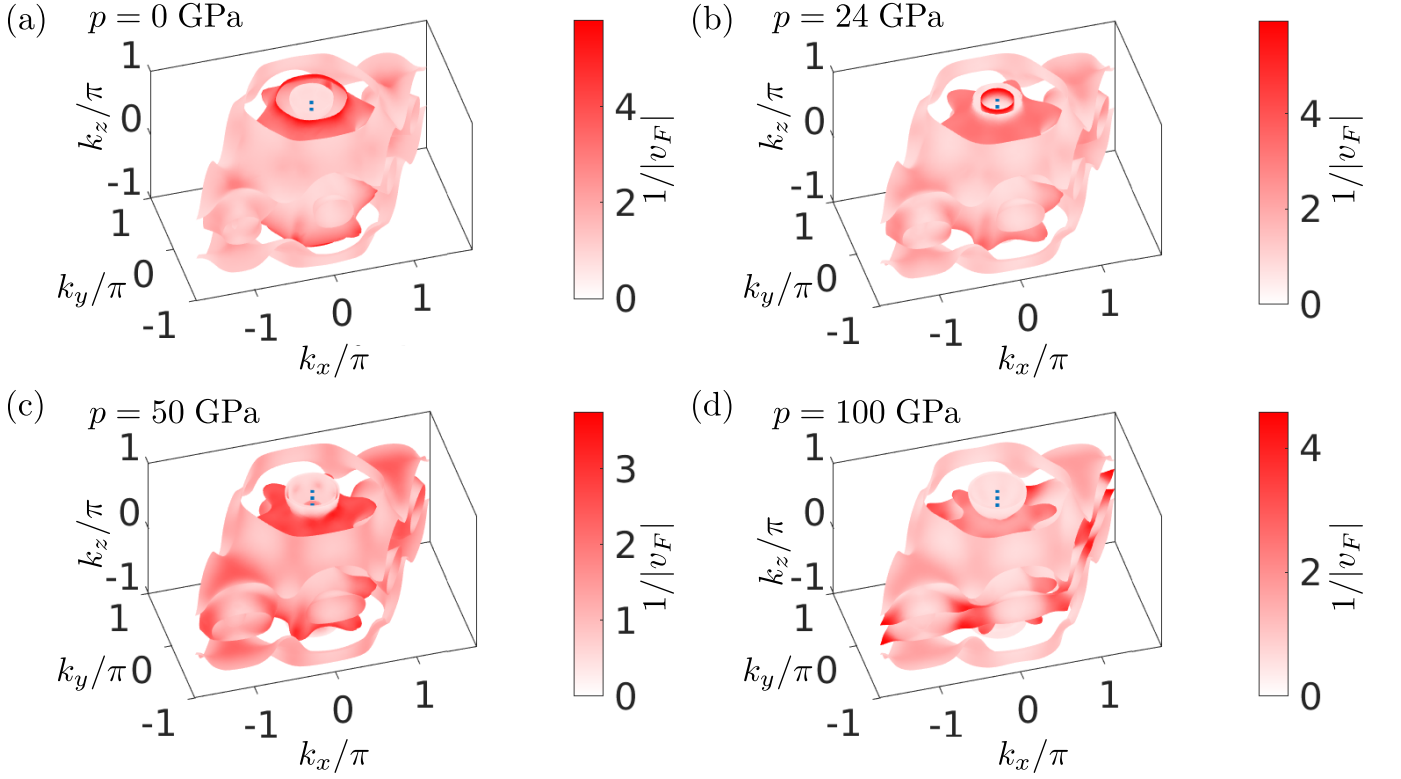 (a) p = 0 GPa
1
0
-1
k_z/π
1
0
-1
k_y/π
-1
0
1
k_x/π
4
2
0
1/|v_F|
(b) p = 24 GPa
1
0
-1
k_z/π
1
0
-1
k_y/π
-1
0
1
k_x/π
4
2
0
1/|v_F|
(c) p = 50 GPa
1
0
-1
k_z/π
1
0
-1
k_y/π
-1
0
1
k_x/π
3
2
1
0
1/|v_F|
(d) p = 100 GPa
1
0
-1
k_z/π
1
0
-1
k_y/π
-1
0
1
k_x/π
4
2
0
1/|v_F|